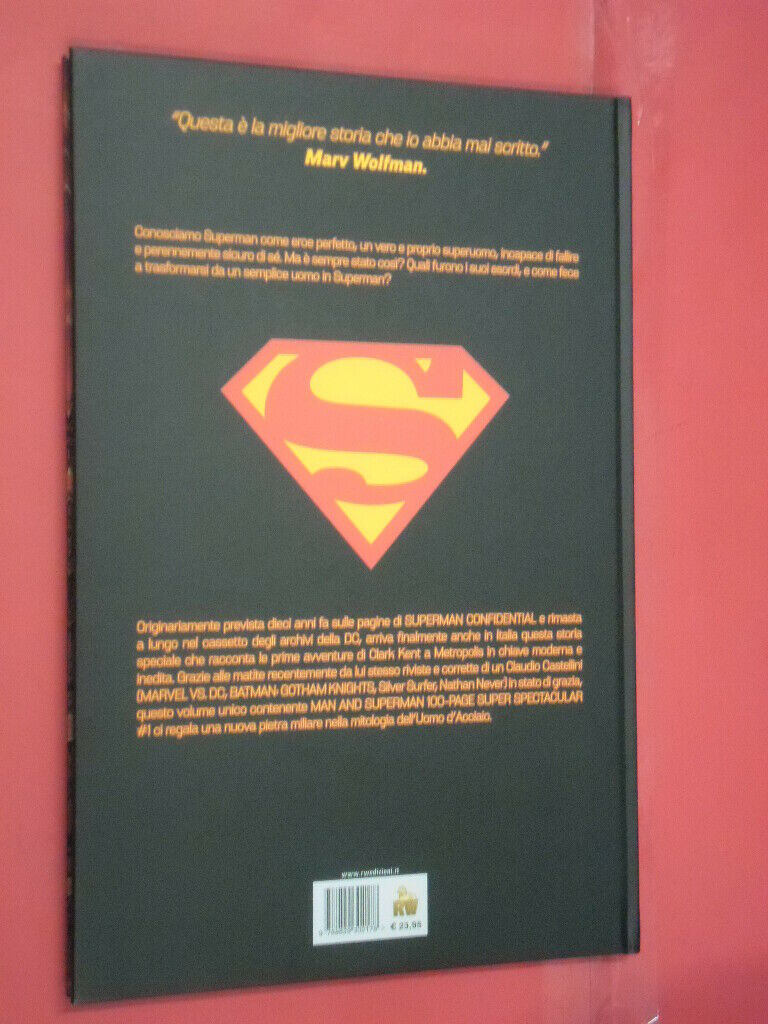 "Questa è la migliore storia che io abbia mai scritto."
Marv Wolfman.
Conosciamo Superman come eroe perfetto, un vero e proprio superuomo, incapace di fallire
e perennemente sicuro di sé. Ma è sempre stato così? Quali furono i suoi esordi, e come fece
a trasformarsi da un semplice uomo in Superman?
S
Originariamente prevista dieci anni fa sulle pagine di SUPERMAN CONFIDENTIAL e rimasta
a lungo nel cassetto degli archivi della DC, arriva finalmente anche in Italia questa storia
speciale che racconta le prime avventure di Clark Kent a Metropolis in chiave moderna e
inedita. Grazie alle matite recentemente da lui stesso riviste e corrette di un Claudio Castellini
(MARVEL VS. DC, BATMAN: GOTHAM KNIGHTS, Silver Surfer, Nathan Never) in stato di grazia,
questo volume unico contenente MAN AND SUPERMAN 100-PAGE SUPER SPECTACULAR
#1 ci regala una nuova pietra miliare nella mitologia dell'Uomo d'Acciaio.
www.rwedizioni.it
RW
€ 23,95